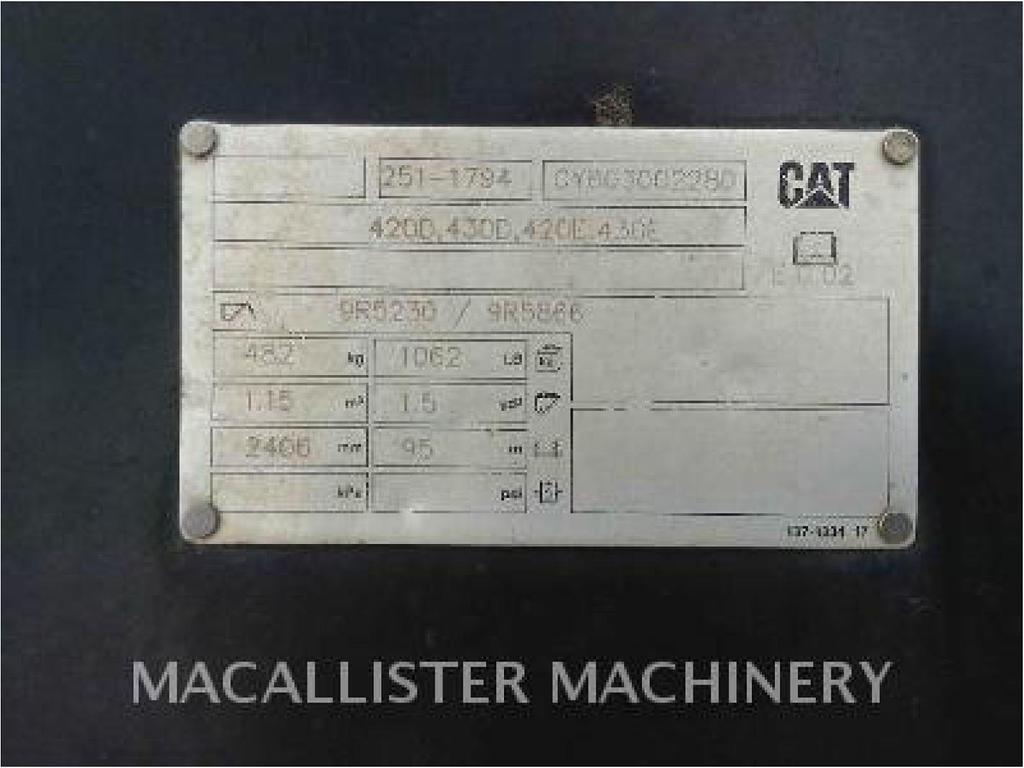 251-1794
CAT
420D, 430D, 420E, 430E
9R5230 / 9R5866
482 kg 1062 LB
1.15 m³ 1.5 yd³
2406 mm 95 in
kPa psi
MACALLISTER MACHINERY